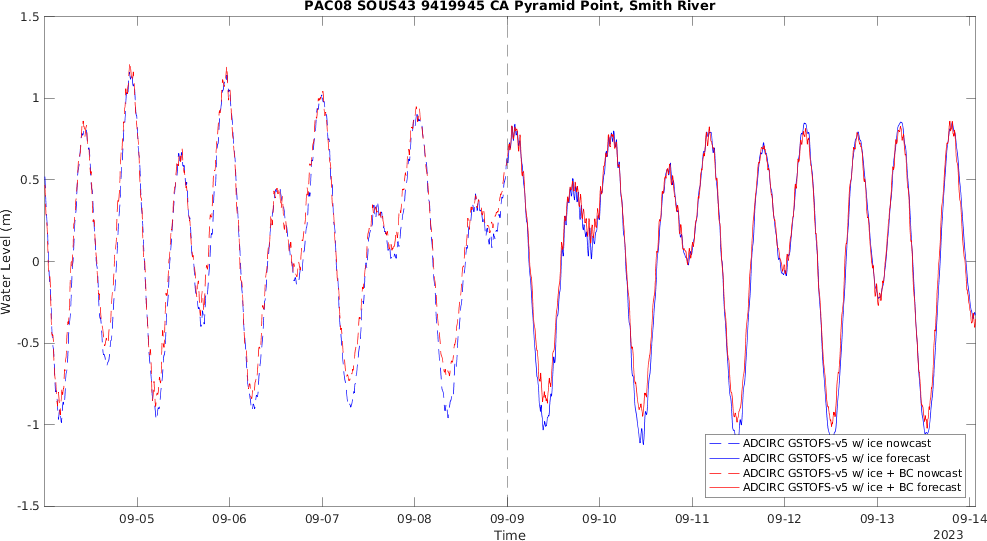 PAC08 SOUS43 9419945 CA Pyramid Point, Smith River
1.5
1
0.5
0
-0.5
-1
-1.5
Water Level (m)
ADCIRC GSTOFS-v5 w/ ice nowcast
ADCIRC GSTOFS-v5 w/ ice forecast
ADCIRC GSTOFS-v5 w/ ice + BC nowcast
ADCIRC GSTOFS-v5 w/ ice + BC forecast
09-05 09-06 09-07 09-08 09-09 09-10 09-11 09-12 09-13 09-14
Time
2023